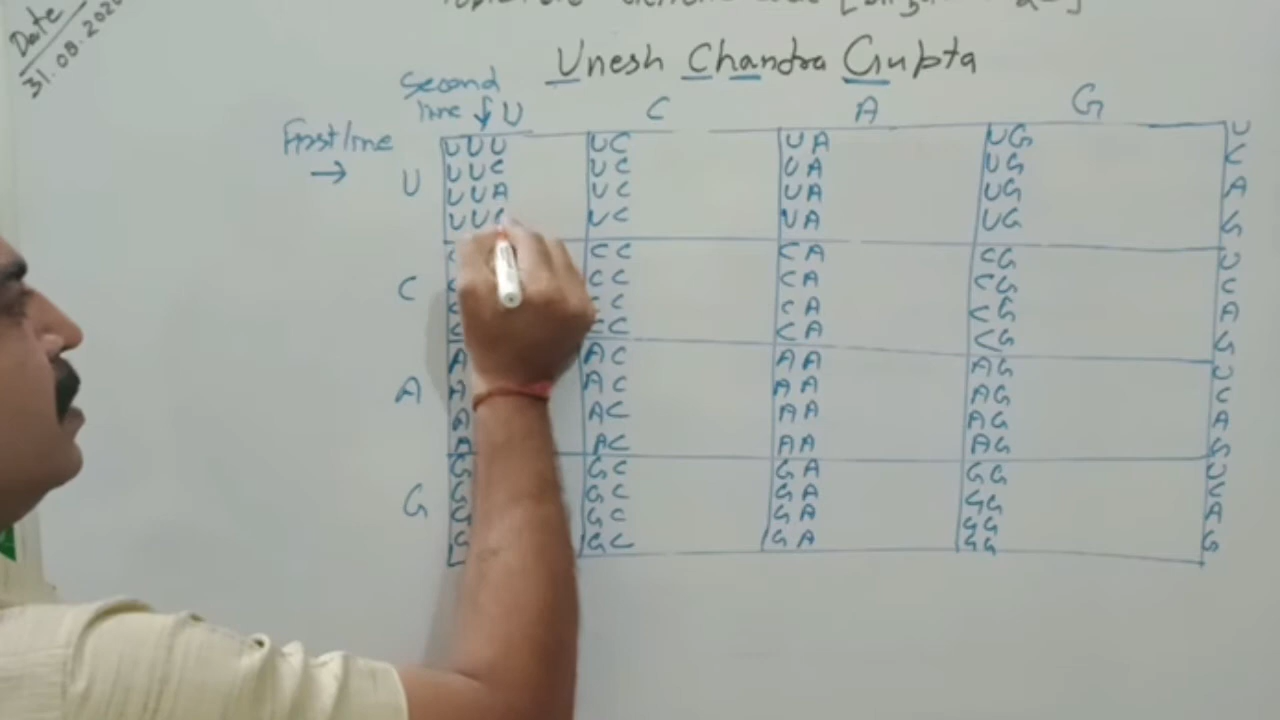 Date
31.08.2020
Unesh Chandra Gupta
Second
line U C A G
First line
U
UUU UC UA UG U
UUC UC UA UG C
UUA UC UA UG A
UU UC UA UG G
C
CC CA CG U
CC CA CG C
CC CA CG A
CC CA CG G
A
A AC AA AG U
A AC AA AG C
A AC AA AG A
A AC AA AG G
G
G GC GA GG U
G GC GA GG C
G GC GA GG A
G GC GA GG G